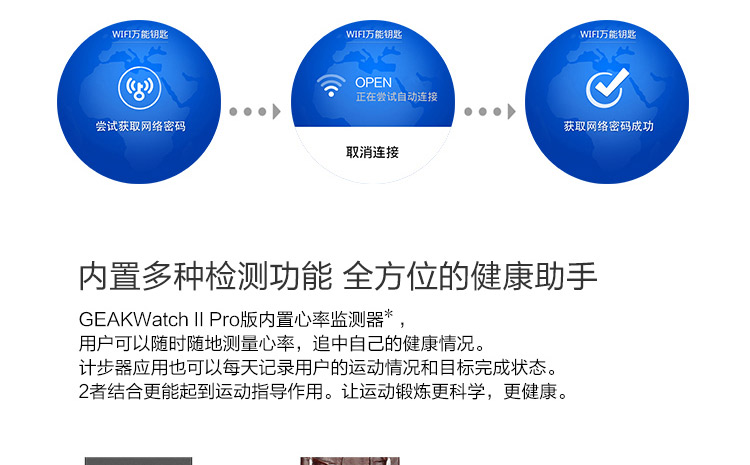 WIFI万能钥匙
尝试获取网络密码
WIFI万能钥匙
OPEN
正在尝试自动连接
取消连接
WIFI万能钥匙
获取网络密码成功
内置多种检测功能 全方位的健康助手
GEAKWatch II Pro版内置心率监测器*，
用户可以随时随地测量心率，追中自己的健康情况。
计步器应用也可以每天记录用户的运动情况和目标完成状态。
2者结合更能起到运动指导作用。让运动锻炼更科学，更健康。